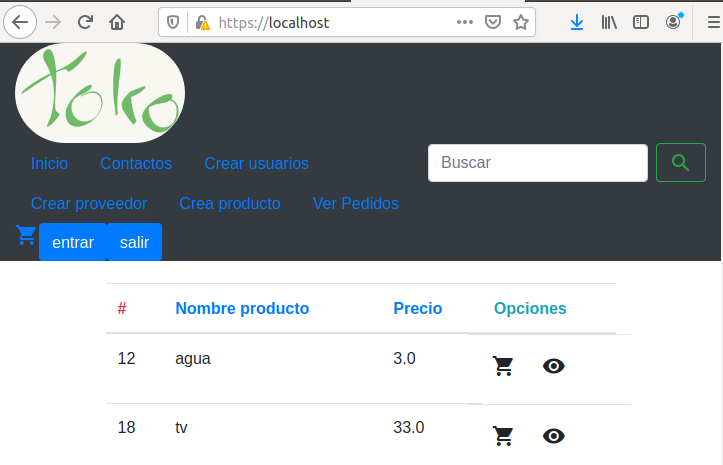 https://localhost
toko
Inicio Contactos Crear usuarios
Buscar
Crear proveedor Crea producto Ver Pedidos
entrar salir
# Nombre producto Precio Opciones
12 agua 3.0
18 tv 33.0